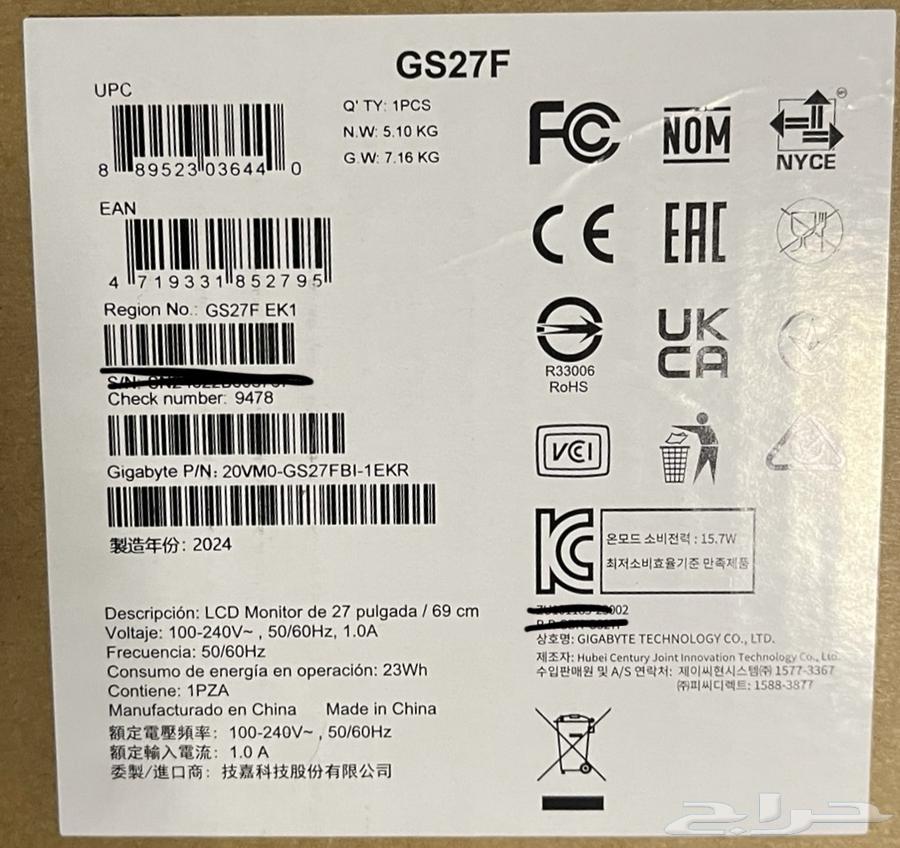 GS27F
UPC
8 89523 03644 0
Q' TY: 1PCS
N.W: 5.10 KG
G.W: 7.16 KG
EAN
4 719331 852795
Region No.: GS27F EK1
S/N:
Check number: 9478
Gigabyte P/N: 20VM0-GS27FBI-1EKR
製造年份: 2024
Descripción: LCD Monitor de 27 pulgada / 69 cm
Voltaje: 100-240V~ , 50/60Hz, 1.0A
Frecuencia: 50/60Hz
Consumo de energía en operación: 23Wh
Contiene: 1PZA
Manufacturado en China Made in China
額定電壓頻率: 100-240V~ , 50/60Hz
額定輸入電流: 1.0 A
委製/進口商: 技嘉科技股份有限公司
FC
NOM
NYCE
CE
EAC
R33006
RoHS
UK
CA
VCCI
KC
온모드 소비전력 : 15.7W
최저소비효율기준 만족제품
상호명: GIGABYTE TECHNOLOGY CO., LTD.
제조자: Hubei Century Joint Innovation Technology Co., Ltd.
수입판매원 및 A/S 연락처: 제이씨현시스템㈜ 1577-3367
㈜피씨디렉트: 1588-3877
حراج